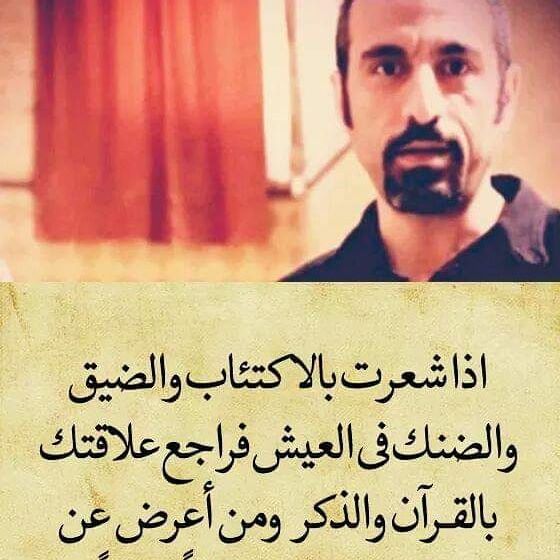 اذا شعرت بالاكتئاب والضيق
والضنك فى العيش فراجع علاقتك
بالقرآن والذكر ومن أعرض عن